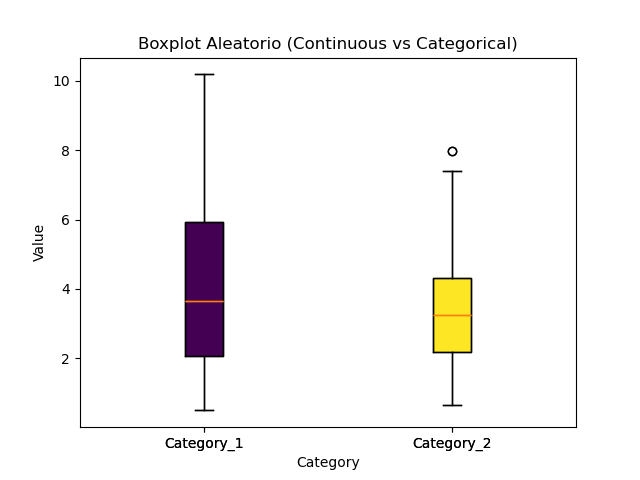 Boxplot Aleatorio (Continuous vs Categorical)
10
8
6
4
2
Value
Category_1
Category_2
Category